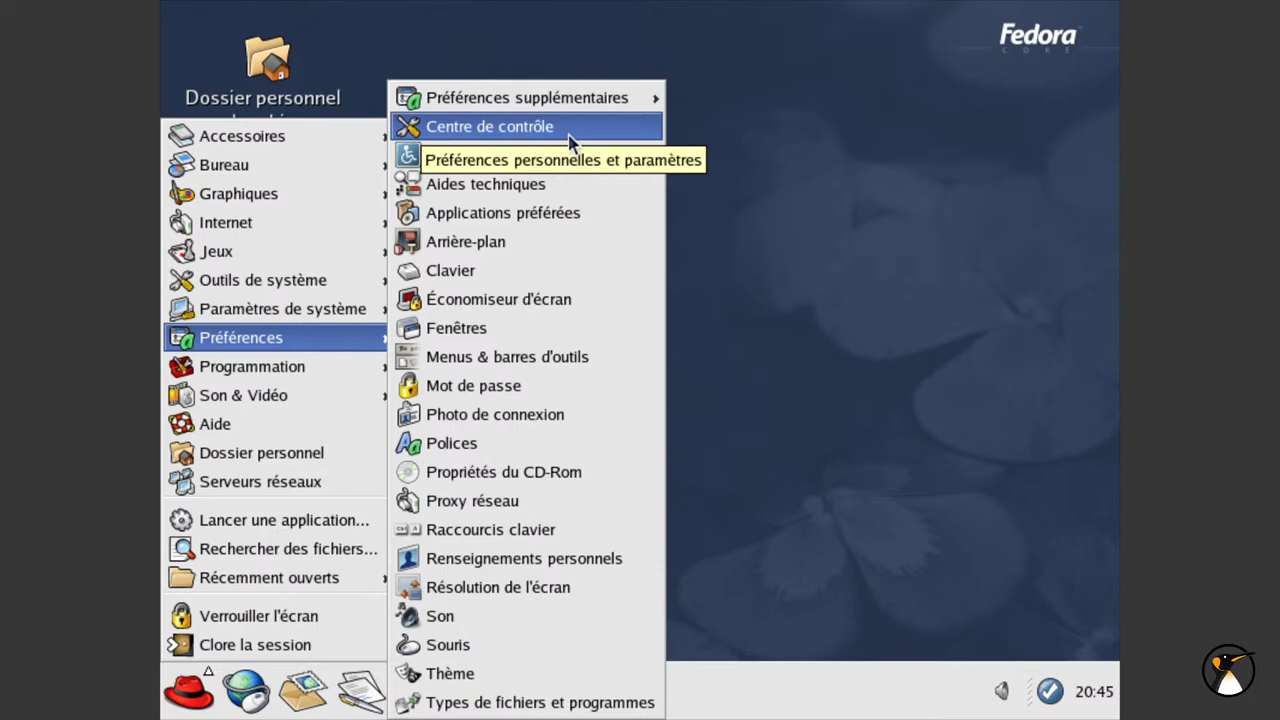 Fedora
CORE
Dossier personnel
Préférences supplémentaires
Centre de contrôle
Préférences personnelles et paramètres
Aides techniques
Applications préférées
Arrière-plan
Clavier
Économiseur d'écran
Fenêtres
Menus & barres d'outils
Mot de passe
Photo de connexion
Polices
Propriétés du CD-Rom
Proxy réseau
Raccourcis clavier
Renseignements personnels
Résolution de l'écran
Son
Souris
Thème
Types de fichiers et programmes
Accessoires
Bureau
Graphiques
Internet
Jeux
Outils de système
Paramètres de système
Préférences
Programmation
Son & Vidéo
Aide
Dossier personnel
Serveurs réseaux
Lancer une application...
Rechercher des fichiers...
Récemment ouverts
Verrouiller l'écran
Clore la session
20:45